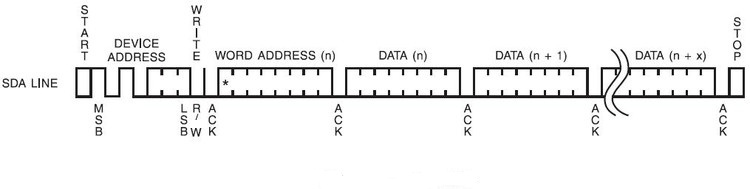 START
DEVICE
ADDRESS
WRITE
WORD ADDRESS (n)
DATA (n)
DATA (n + 1)
DATA (n + x)
STOP
SDA LINE
*
MSB
LSB
R/W
ACK
ACK
ACK
ACK
ACK